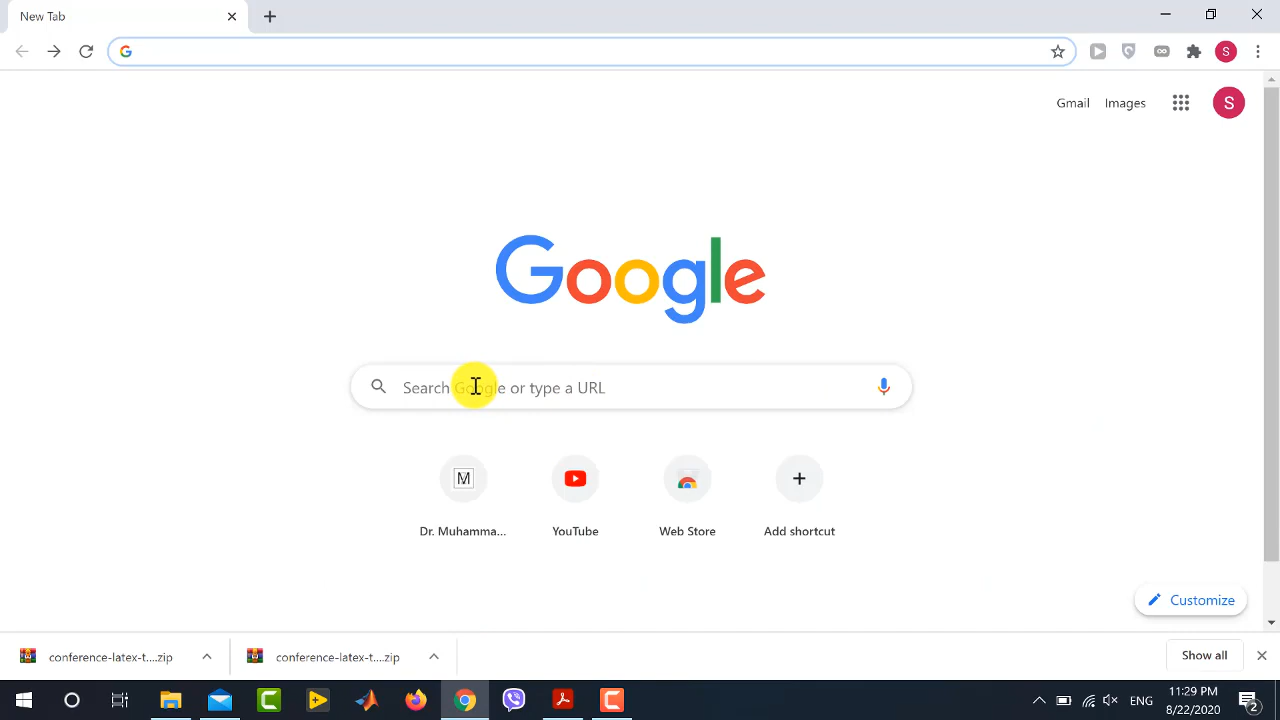 New Tab
Gmail Images
S
S
Google
Search Google or type a URL
M
Dr. Muhamma...
YouTube
Web Store
Add shortcut
Customize
conference-latex-t....zip
conference-latex-t....zip
Show all
ENG
11:29 PM
8/22/2020
2